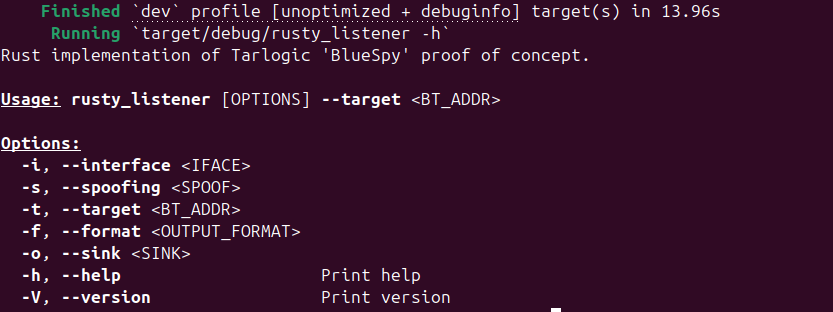 Finished `dev` profile [unoptimized + debuginfo] target(s) in 13.96s
Running `target/debug/rusty_listener -h`
Rust implementation of Tarlogic 'BlueSpy' proof of concept.
Usage: rusty_listener [OPTIONS] --target <BT_ADDR>
Options:
-i, --interface <IFACE>
-s, --spoofing <SPOOF>
-t, --target <BT_ADDR>
-f, --format <OUTPUT_FORMAT>
-o, --sink <SINK>
-h, --help Print help
-V, --version Print version